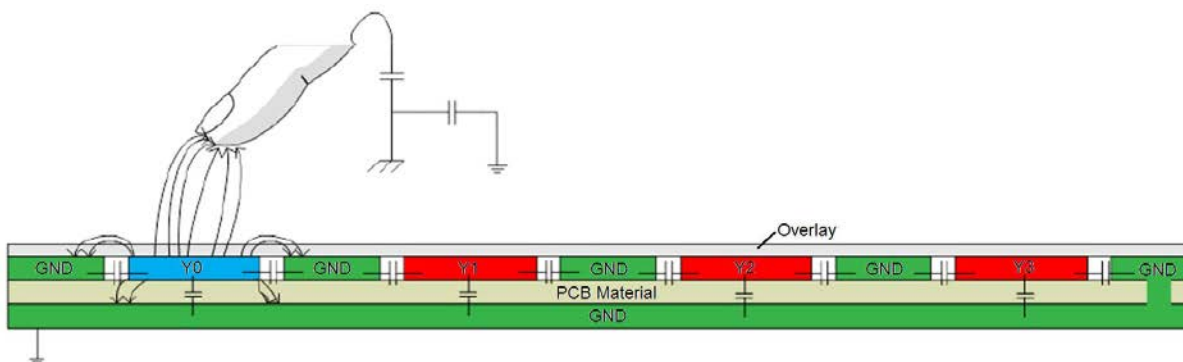 Overlay
GND Y0 GND Y1 GND Y2 GND Y3 GND
PCB Material
GND